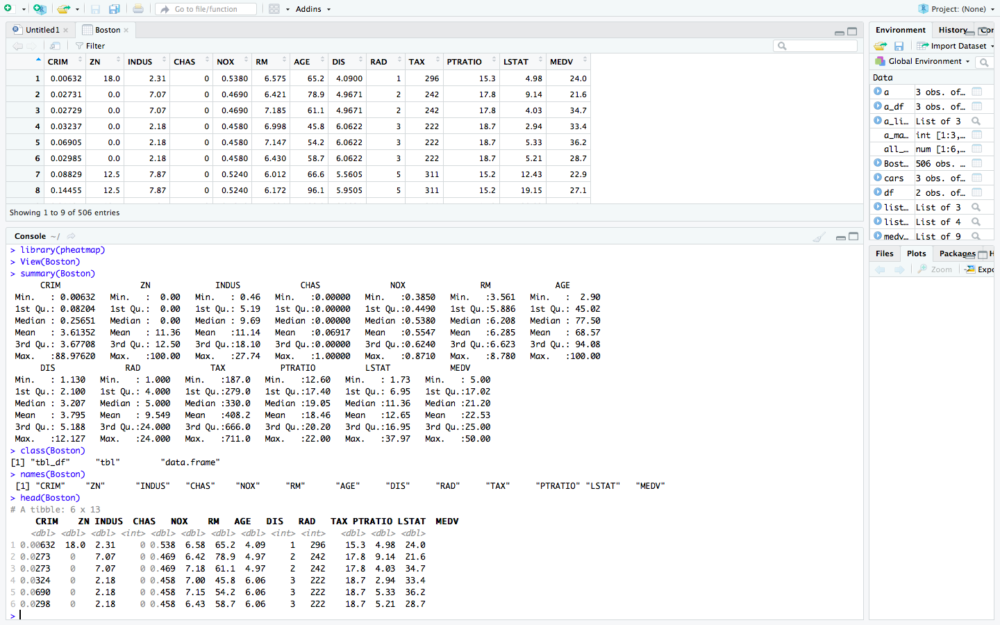 Go to file/function
Addins
Project: (None)
Untitled1
Boston
Filter
CRIM ZN INDUS CHAS NOX RM AGE DIS RAD TAX PTRATIO LSTAT MEDV
1 0.00632 18.0 2.31 0 0.5380 6.575 65.2 4.0900 1 296 15.3 4.98 24.0
2 0.02731 0.0 7.07 0 0.4690 6.421 78.9 4.9671 2 242 17.8 9.14 21.6
3 0.02729 0.0 7.07 0 0.4690 7.185 61.1 4.9671 2 242 17.8 4.03 34.7
4 0.03237 0.0 2.18 0 0.4580 6.998 45.8 6.0622 3 222 18.7 2.94 33.4
5 0.06905 0.0 2.18 0 0.4580 7.147 54.2 6.0622 3 222 18.7 5.33 36.2
6 0.02985 0.0 2.18 0 0.4580 6.430 58.7 6.0622 3 222 18.7 5.21 28.7
7 0.08829 12.5 7.87 0 0.5240 6.012 66.6 5.5605 5 311 15.2 12.43 22.9
8 0.14455 12.5 7.87 0 0.5240 6.172 96.1 5.9505 5 311 15.2 19.15 27.1
Showing 1 to 9 of 506 entries
Console ~/
> library(pheatmap)
> View(Boston)
> summary(Boston)
CRIM ZN INDUS CHAS NOX RM AGE
Min. : 0.00632 Min. : 0.00 Min. : 0.46 Min. :0.00000 Min. :0.3850 Min. :3.561 Min. : 2.90
1st Qu.: 0.08204 1st Qu.: 0.00 1st Qu.: 5.19 1st Qu.:0.00000 1st Qu.:0.4490 1st Qu.:5.886 1st Qu.: 45.02
Median : 0.25651 Median : 0.00 Median : 9.69 Median :0.00000 Median :0.5380 Median :6.208 Median : 77.50
Mean : 3.61352 Mean : 11.36 Mean :11.14 Mean :0.06917 Mean :0.5547 Mean :6.285 Mean : 68.57
3rd Qu.: 3.67708 3rd Qu.: 12.50 3rd Qu.:18.10 3rd Qu.:0.00000 3rd Qu.:0.6240 3rd Qu.:6.623 3rd Qu.: 94.08
Max. :88.97620 Max. :100.00 Max. :27.74 Max. :1.00000 Max. :0.8710 Max. :8.780 Max. :100.00
DIS RAD TAX PTRATIO LSTAT MEDV
Min. : 1.130 Min. : 1.000 Min. :187.0 Min. :12.60 Min. : 1.73 Min. : 5.00
1st Qu.: 2.100 1st Qu.: 4.000 1st Qu.:279.0 1st Qu.:17.40 1st Qu.: 6.95 1st Qu.:17.02
Median : 3.207 Median : 5.000 Median :330.0 Median :19.05 Median :11.36 Median :21.20
Mean : 3.795 Mean : 9.549 Mean :408.2 Mean :18.46 Mean :12.65 Mean :22.53
3rd Qu.: 5.188 3rd Qu.:24.000 3rd Qu.:666.0 3rd Qu.:20.20 3rd Qu.:16.95 3rd Qu.:25.00
Max. :12.127 Max. :24.000 Max. :711.0 Max. :22.00 Max. :37.97 Max. :50.00
> class(Boston)
[1] "tbl_df" "tbl" "data.frame"
> names(Boston)
[1] "CRIM" "ZN" "INDUS" "CHAS" "NOX" "RM" "AGE" "DIS" "RAD" "TAX" "PTRATIO" "LSTAT" "MEDV"
> head(Boston)
# A tibble: 6 x 13
CRIM ZN INDUS CHAS NOX RM AGE DIS RAD TAX PTRATIO LSTAT MEDV
<dbl> <dbl> <dbl> <int> <dbl> <dbl> <dbl> <dbl> <int> <int> <dbl> <dbl> <dbl>
1 0.00632 18.0 2.31 0 0.538 6.58 65.2 4.09 1 296 15.3 4.98 24.0
2 0.0273 0 7.07 0 0.469 6.42 78.9 4.97 2 242 17.8 9.14 21.6
3 0.0273 0 7.07 0 0.469 7.18 61.1 4.97 2 242 17.8 4.03 34.7
4 0.0324 0 2.18 0 0.458 7.00 45.8 6.06 3 222 18.7 2.94 33.4
5 0.0690 0 2.18 0 0.458 7.15 54.2 6.06 3 222 18.7 5.33 36.2
6 0.0298 0 2.18 0 0.458 6.43 58.7 6.06 3 222 18.7 5.21 28.7
>
Environment History Con
Import Dataset
Global Environment
Data
a 3 obs. of…
a_df 3 obs. of…
a_li… List of 3
a_ma… int [1:3,…
all_… num [1:6,…
Bost… 506 obs. …
cars 3 obs. of…
df 2 obs. of…
list… List of 3
list… List of 4
medv… List of 9
Files Plots Packages H
Zoom Expo